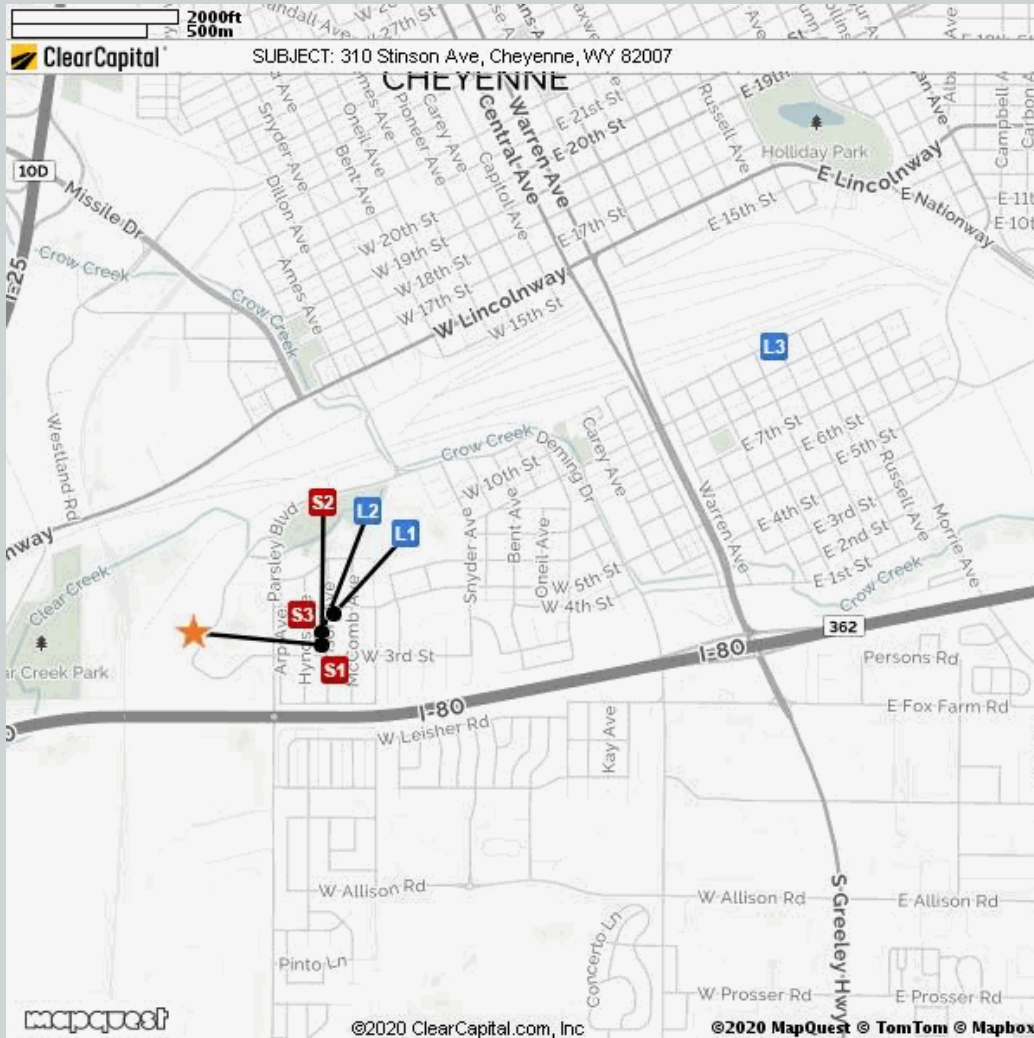 2000ft
500m
ClearCapital
SUBJECT: 310 Stinson Ave, Cheyenne, WY 82007
CHEYENNE
E 19th
E 21st St
E 20th St
Russell Ave
Warren Ave
Central Ave
Capitol Ave
Carey Ave
Pioneer Ave
Oneil Ave
Bent Ave
Snyder Ave
Dillon Ave
Ames Ave
Holliday Park
Campbell A
E Lincolnway
E Nationway
E 11t
E 10t
10D
Missile Dr
I-25
Crow Creek
Crow Creek
W 20th St
W 19th St
W 18th St
W 17th St
W Lincolnway
W 15th St
E 17th St
E 15th St
L3
Westland Rd
nway
Crow Creek
Deming Dr
Carey Ave
W 10th St
E 7th St
E 6th St
E 5th St
Russell Ave
E 4th St
E 3rd St
E 2nd St
E 1st St
Morrie Ave
Warren Ave
Crow Creek
S2
L2
L1
Parsley Blvd
Snyder Ave
Bent Ave
Oneil Ave
W 5th St
W 4th St
Clear Creek
S3
S1
Arp Ave
McComb Ave
W 3rd St
ar Creek Park
362
I-80
Persons Rd
I-80
E Fox Farm Rd
W Leisher Rd
Kay Ave
W Allison Rd
W Allison Rd
E Allison Rd
S Greeley Hwy
Concerto Ln
Pinto Ln
W Prosser Rd
E Prosser Rd
mapquest
©2020 ClearCapital.com, Inc
©2020 MapQuest © TomTom © Mapbox